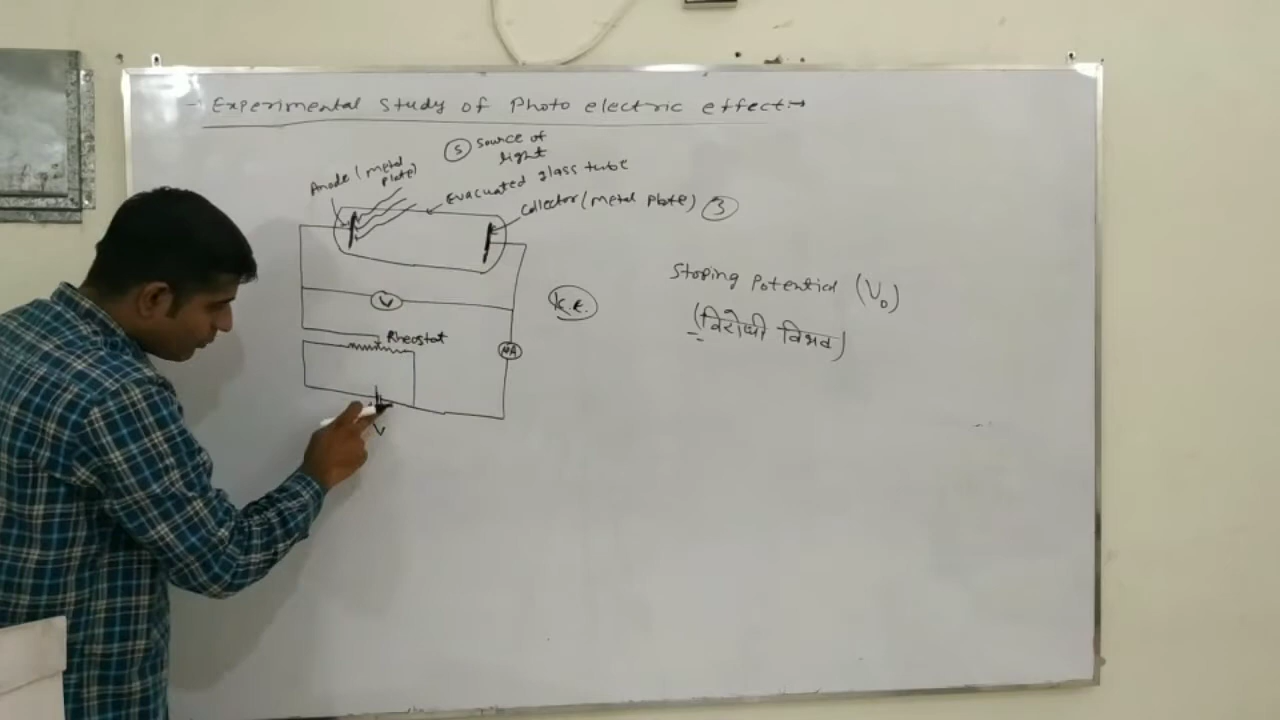 Experimental Study of Photo electric effect→
(S) Source of
light
Anode (metal
plate)
Evacuated glass tube
Collector (metal plate) (3)
V
K.E.
Rheostat
μA
V
Stoping Potential (V₀)
(विरोधी विभव)